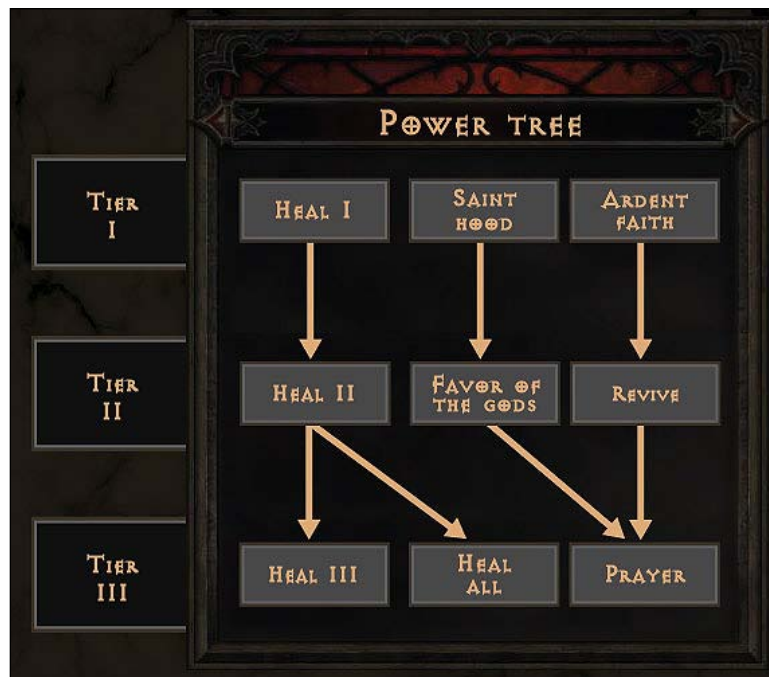 Power tree
Tier
I
Heal I
Saint
hood
Ardent
faith
Tier
II
Heal II
Favor of
the gods
Revive
Tier
III
Heal III
Heal
All
Prayer